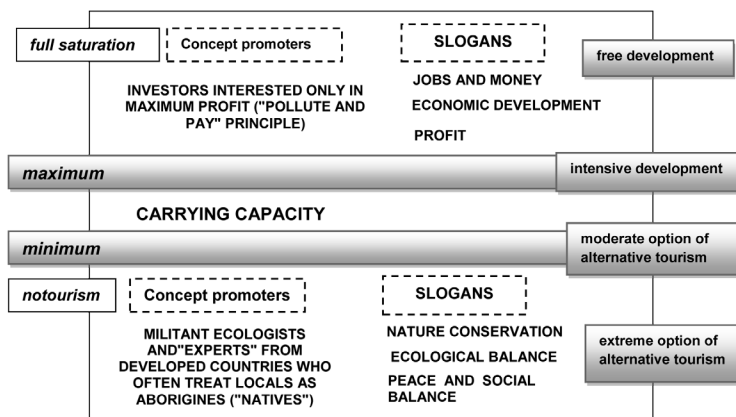 full saturation
Concept promoters
SLOGANS
free development
INVESTORS INTERESTED ONLY IN
MAXIMUM PROFIT ("POLLUTE AND
PAY" PRINCIPLE)
JOBS AND MONEY
ECONOMIC DEVELOPMENT
PROFIT
maximum
intensive development
CARRYING CAPACITY
minimum
moderate option of
alternative tourism
notourism
Concept promoters
SLOGANS
MILITANT ECOLOGISTS
AND"EXPERTS" FROM
DEVELOPED COUNTRIES WHO
OFTEN TREAT LOCALS AS
ABORIGINES ("NATIVES")
NATURE CONSERVATION
ECOLOGICAL BALANCE
PEACE AND SOCIAL
BALANCE
extreme option of
alternative tourism